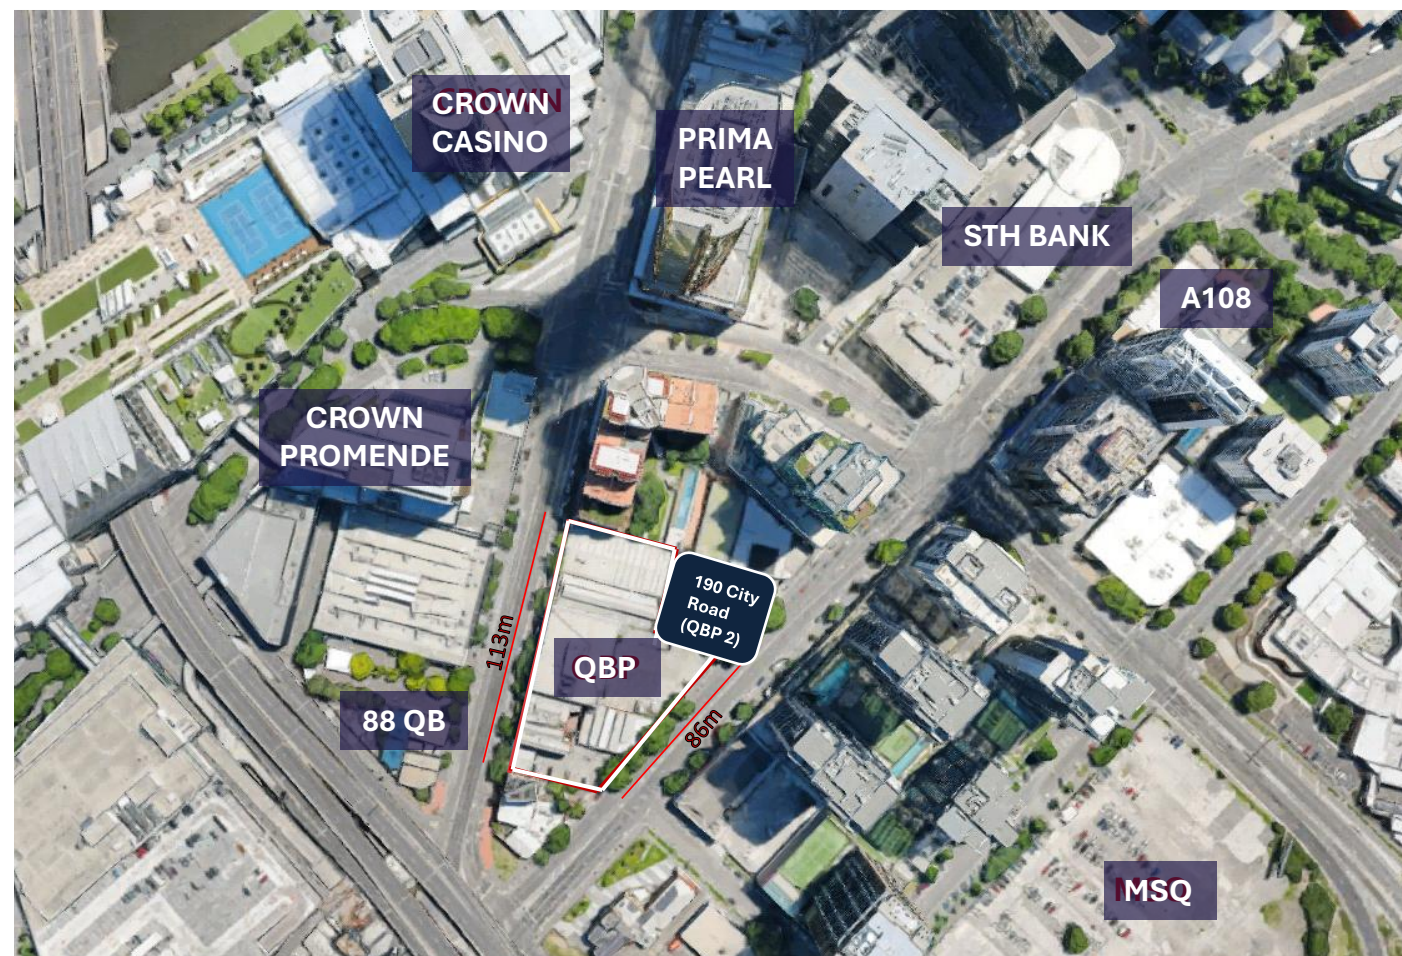 CROWN
CASINO
PRIMA
PEARL
STH BANK
A108
CROWN
PROMENDE
190 City
Road
(QBP 2)
113m
QBP
88 QB
86m
MSQ